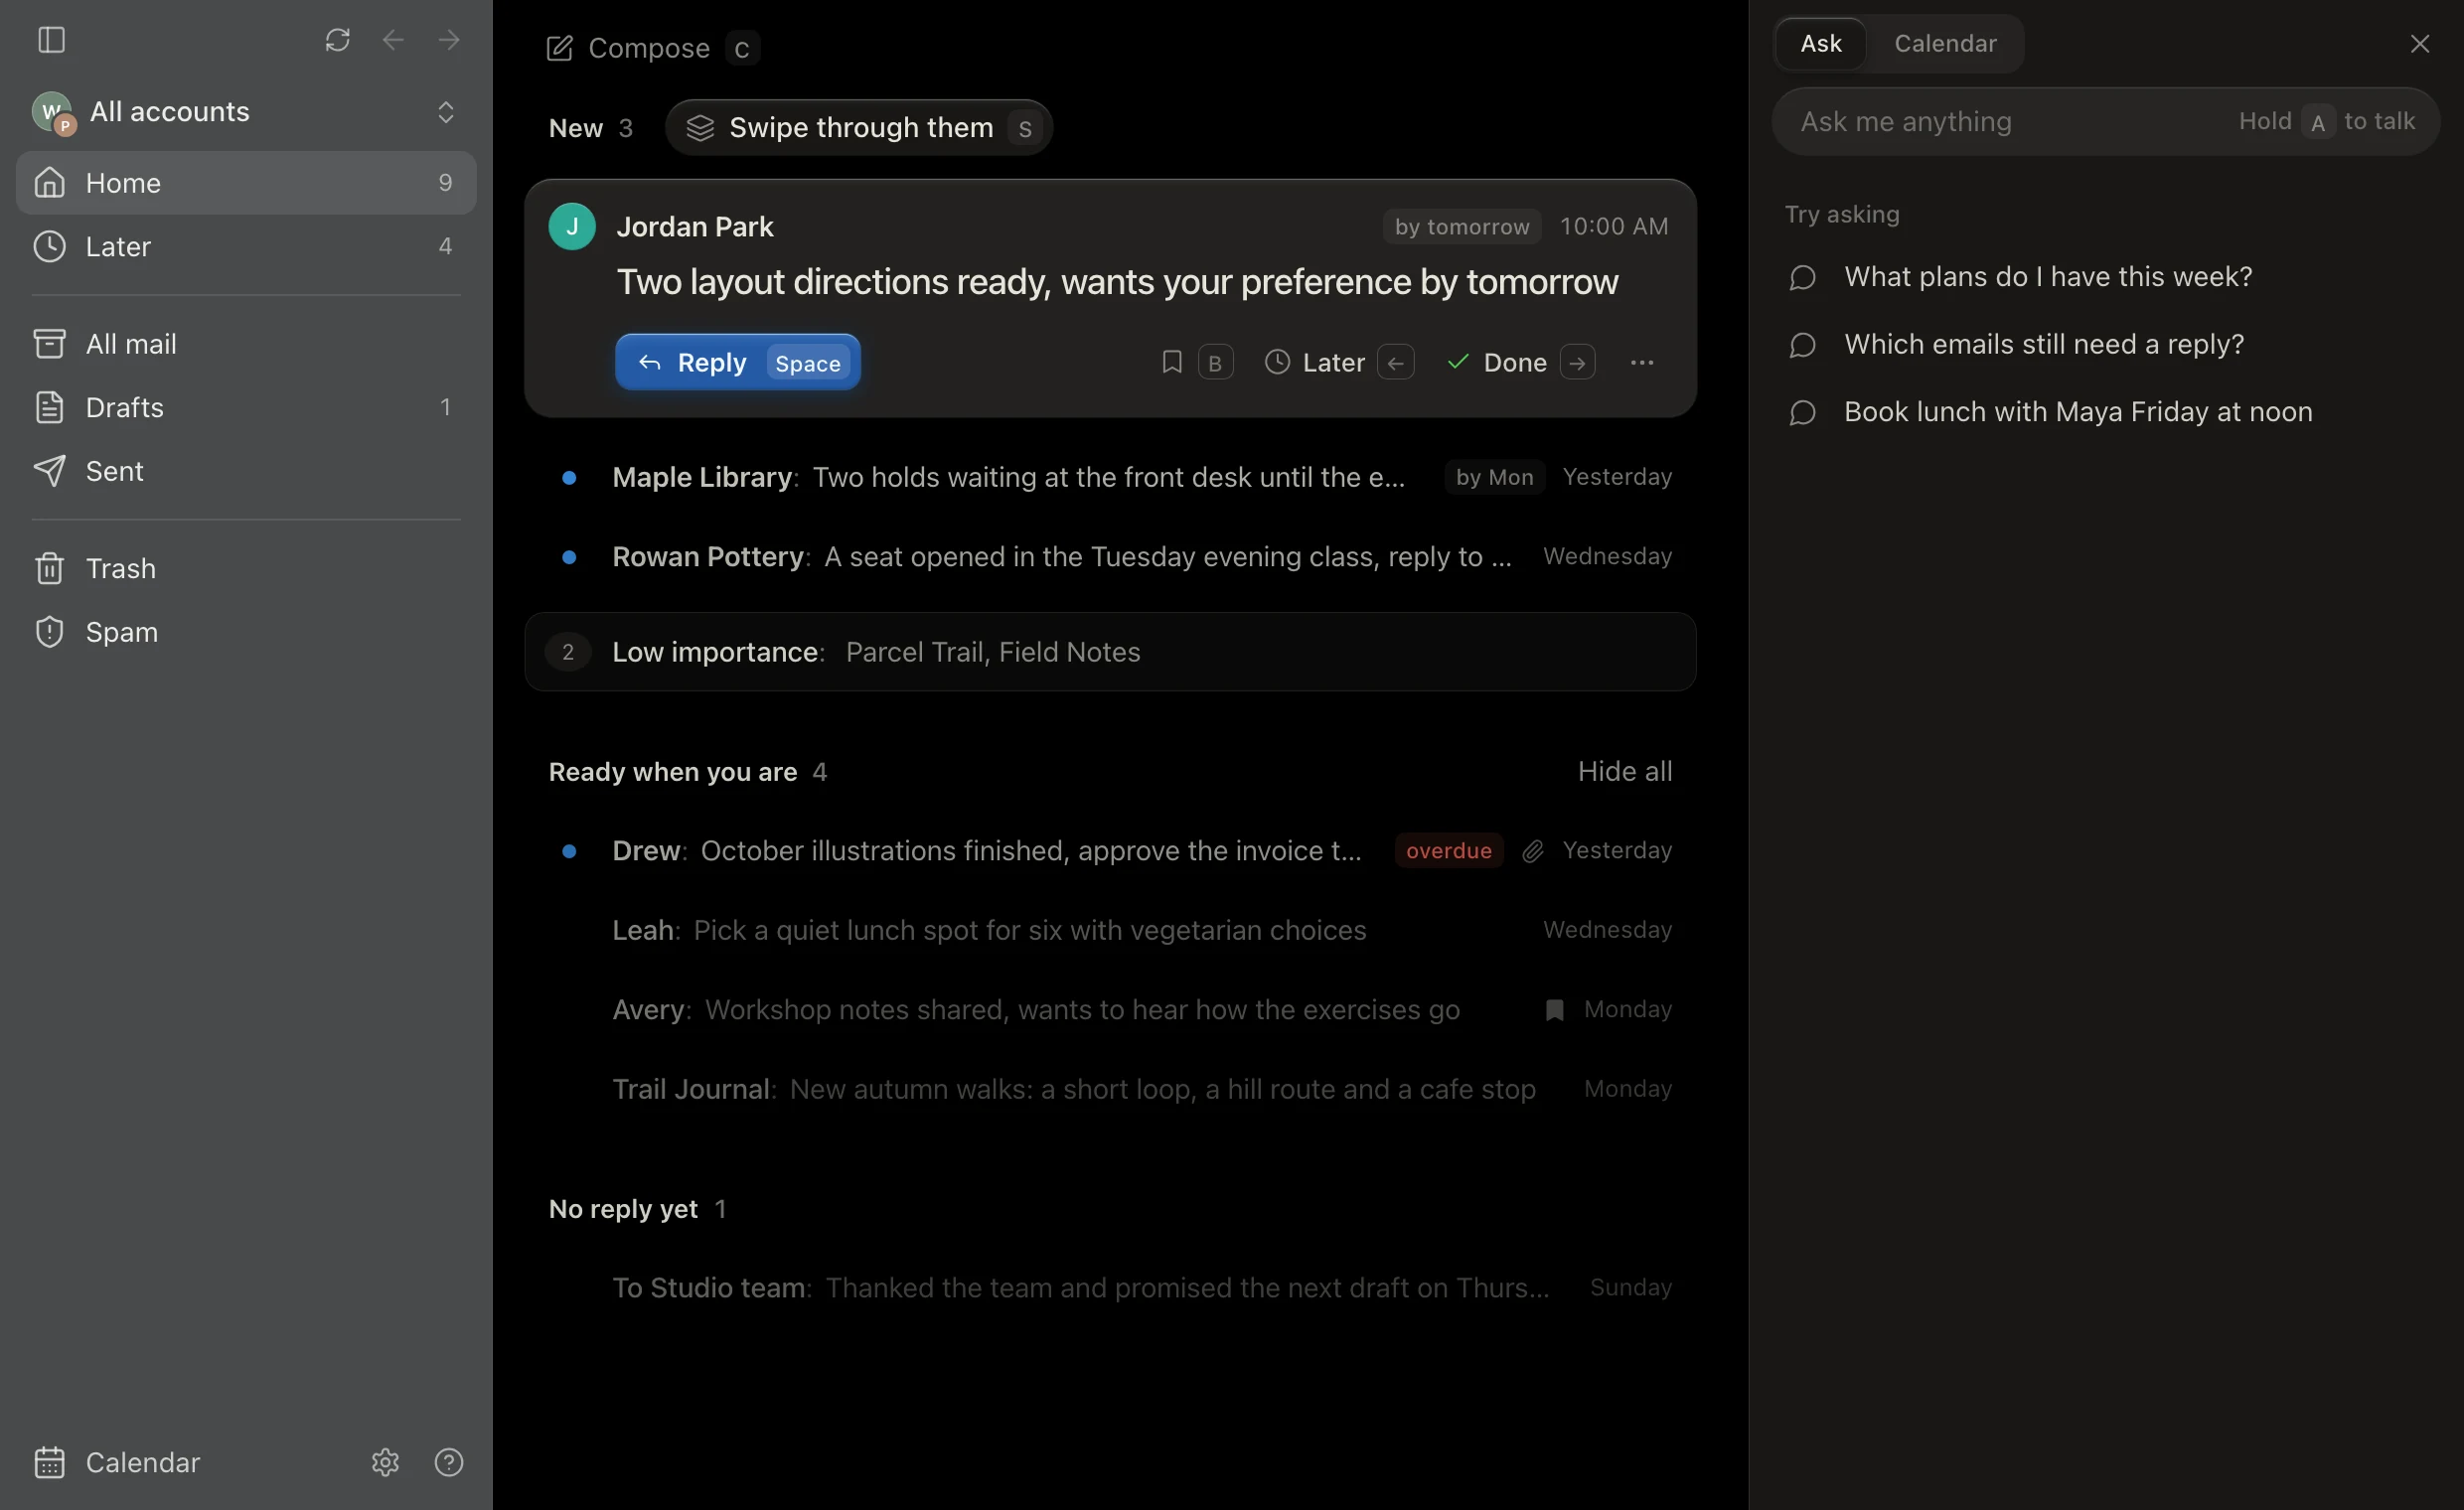 W
P
All accounts
Home 9
Later 4
All mail
Drafts 1
Sent
Trash
Spam
Calendar
Compose C
New 3 Swipe through them S
J Jordan Park by tomorrow 10:00 AM
Two layout directions ready, wants your preference by tomorrow
Reply Space B Later Done
Maple Library: Two holds waiting at the front desk until the e... by Mon Yesterday
Rowan Pottery: A seat opened in the Tuesday evening class, reply to ... Wednesday
2 Low importance: Parcel Trail, Field Notes
Ready when you are 4 Hide all
Drew: October illustrations finished, approve the invoice t... overdue Yesterday
Leah: Pick a quiet lunch spot for six with vegetarian choices Wednesday
Avery: Workshop notes shared, wants to hear how the exercises go Monday
Trail Journal: New autumn walks: a short loop, a hill route and a cafe stop Monday
No reply yet 1
To Studio team: Thanked the team and promised the next draft on Thurs... Sunday
Ask Calendar
Ask me anything Hold A to talk
Try asking
What plans do I have this week?
Which emails still need a reply?
Book lunch with Maya Friday at noon